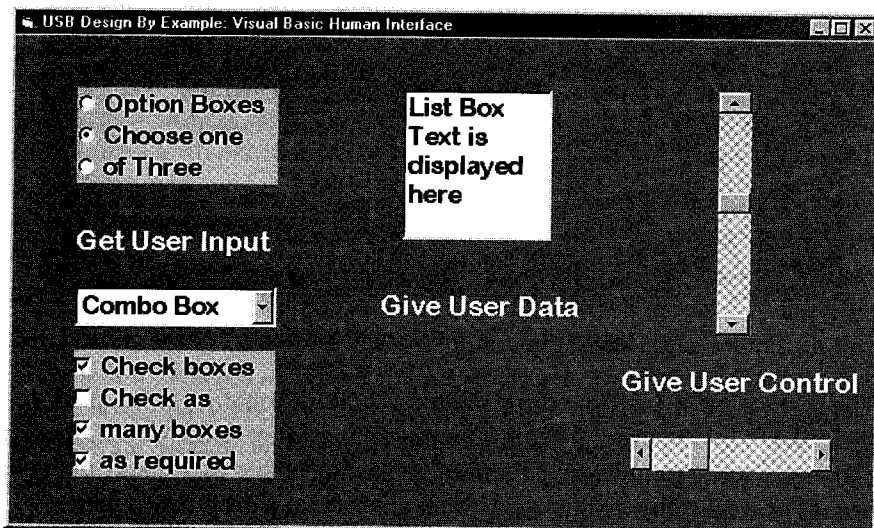 USB Design By Example: Visual Basic Human Interface
Option Boxes
Choose one
of Three
Get User Input
Combo Box
Check boxes
Check as
many boxes
as required
List Box
Text is
displayed
here
Give User Data
Give User Control